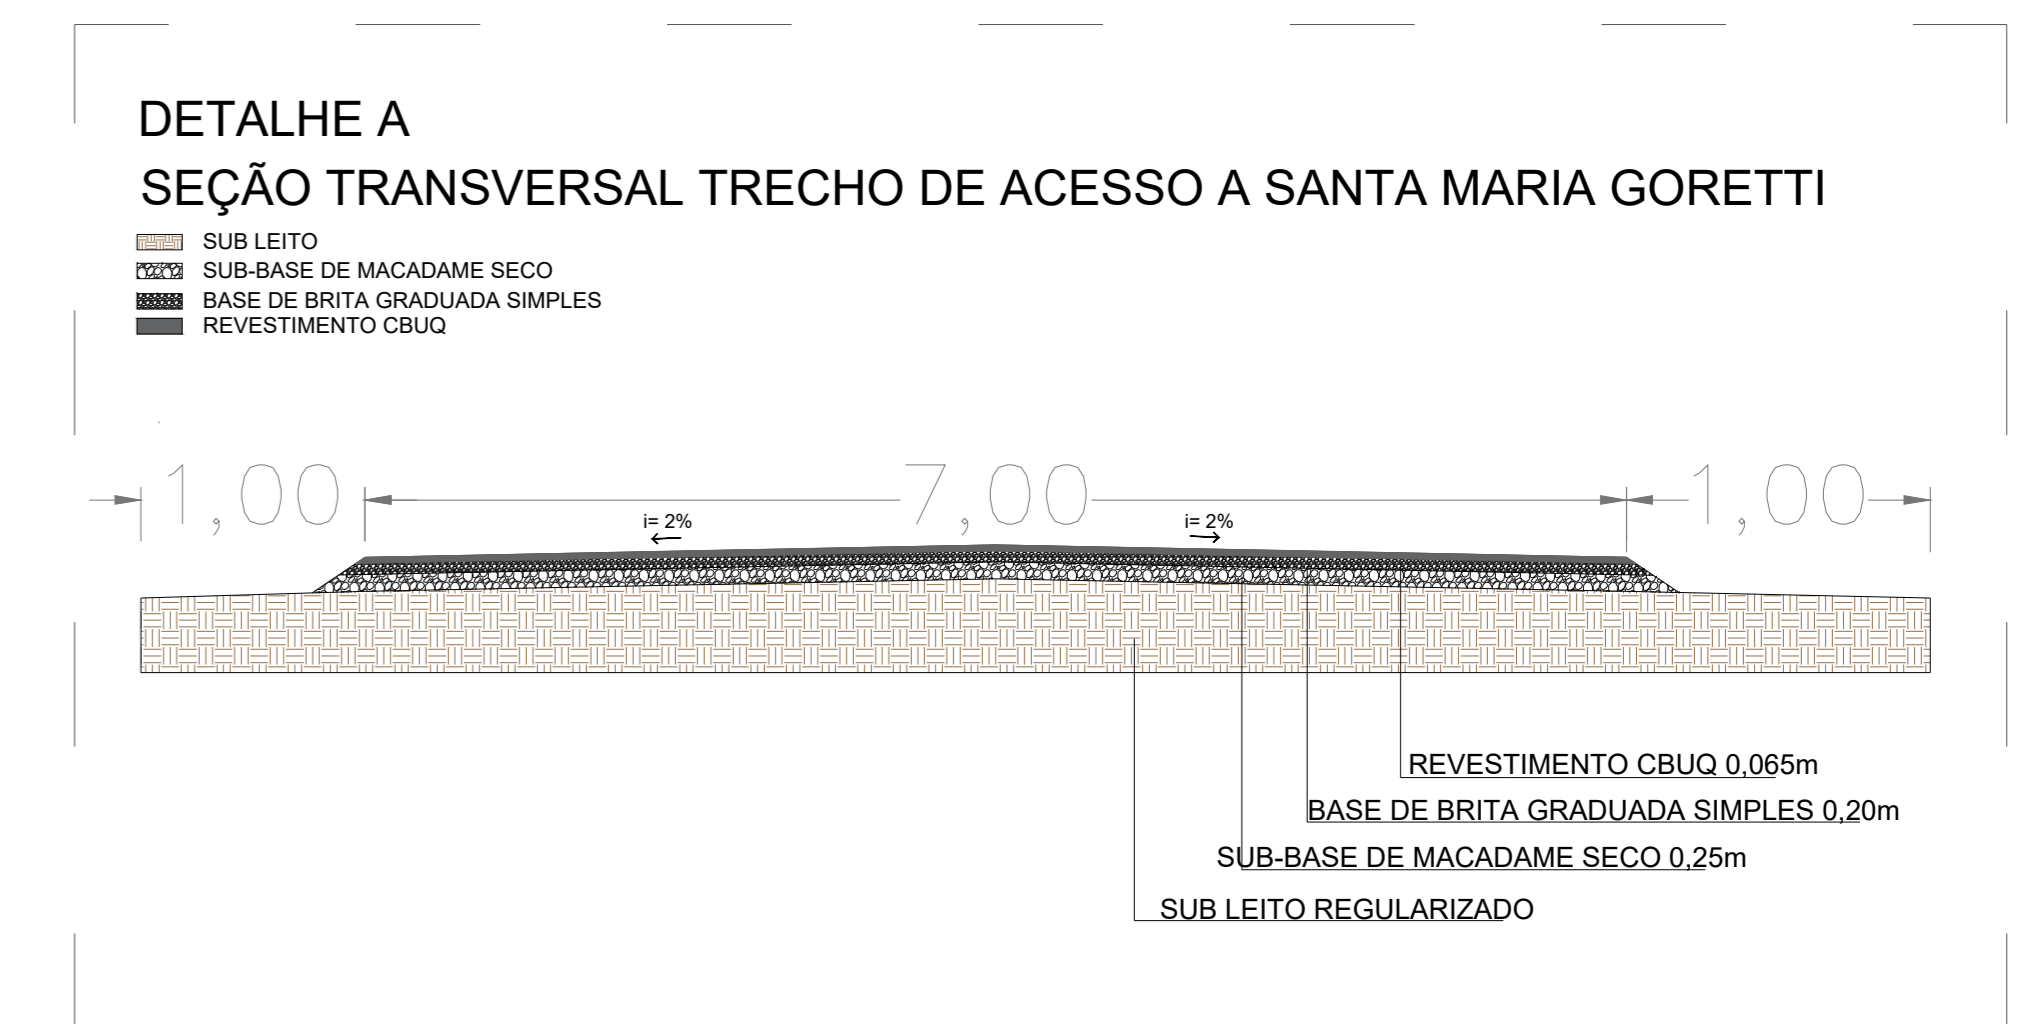 DETALHE A
SEÇÃO TRANSVERSAL TRECHO DE ACESSO A SANTA MARIA GORETTI
SUB LEITO
SUB-BASE DE MACADAME SECO
BASE DE BRITA GRADUADA SIMPLES
REVESTIMENTO CBUQ
1,00 7,00 1,00
i= 2% i= 2%
REVESTIMENTO CBUQ 0,065m
BASE DE BRITA GRADUADA SIMPLES 0,20m
SUB-BASE DE MACADAME SECO 0,25m
SUB LEITO REGULARIZADO